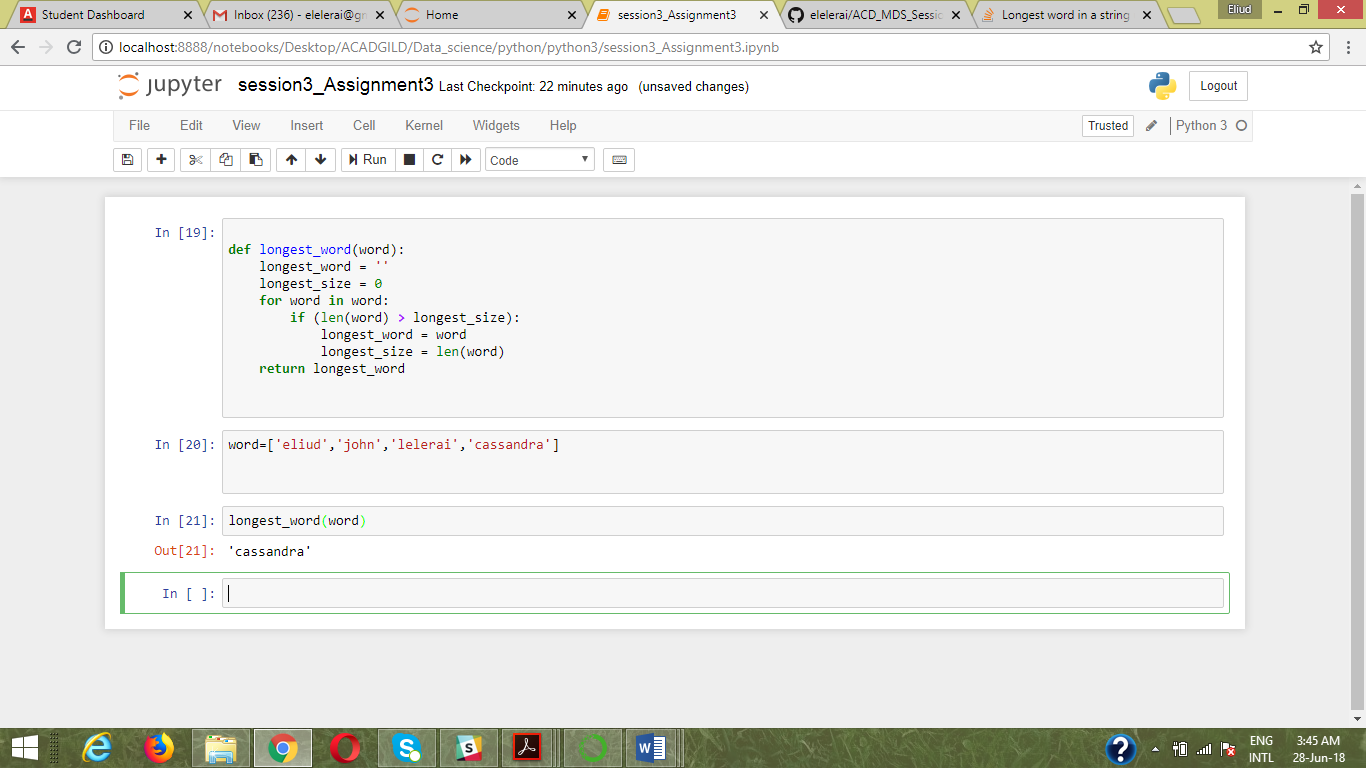 Student Dashboard
Inbox (236) - elelerai@gm
Home
session3_Assignment3
elelerai/ACD_MDS_Sessio
Longest word in a string
Eliud
localhost:8888/notebooks/Desktop/ACADGILD/Data_science/python/python3/session3_Assignment3.ipynb
jupyter session3_Assignment3 Last Checkpoint: 22 minutes ago (unsaved changes)
Logout
File Edit View Insert Cell Kernel Widgets Help
Trusted Python 3
Run Code
In [19]:
def longest_word(word):
    longest_word = ''
    longest_size = 0
    for word in word:
        if (len(word) > longest_size):
            longest_word = word
            longest_size = len(word)
    return longest_word
In [20]: word=['eliud','john','lelerai','cassandra']
In [21]: longest_word(word)
Out[21]: 'cassandra'
In [ ]:
ENG
INTL
3:45 AM
28-Jun-18